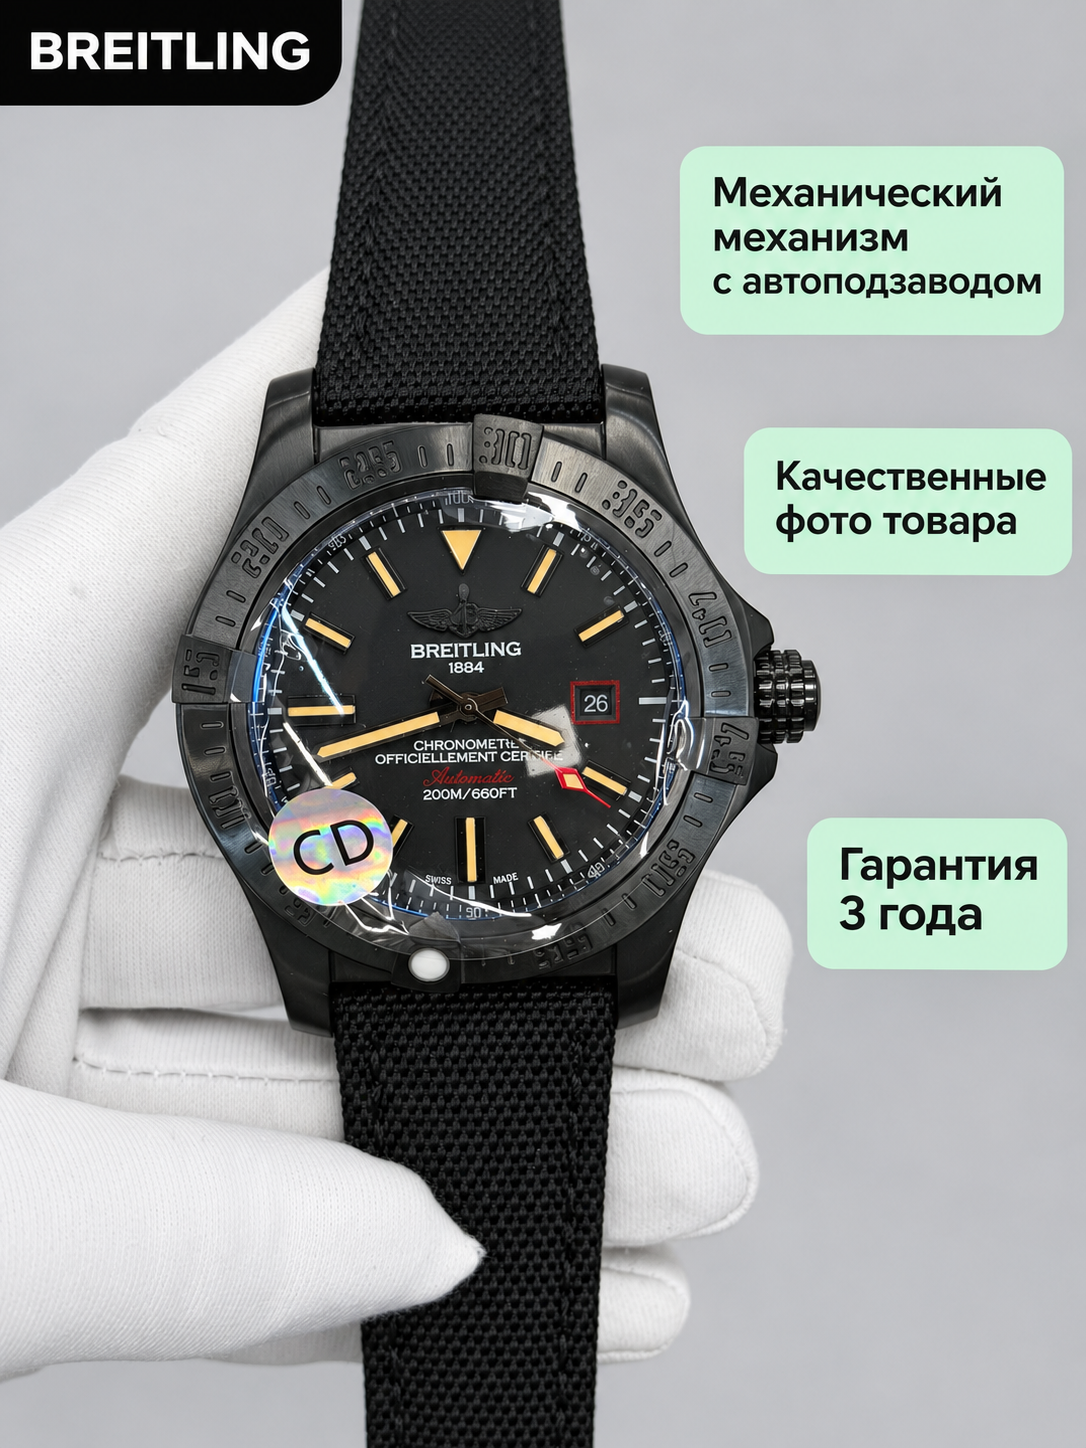 BREITLING
Механический
механизм
с автоподзаводом
Качественные
фото товара
BREITLING
1884
26
CHRONOMETRE
OFFICIELLEMENT CERTIFIE
Automatic
200M/660FT
CD
SWISS MADE
90
Гарантия
3 года